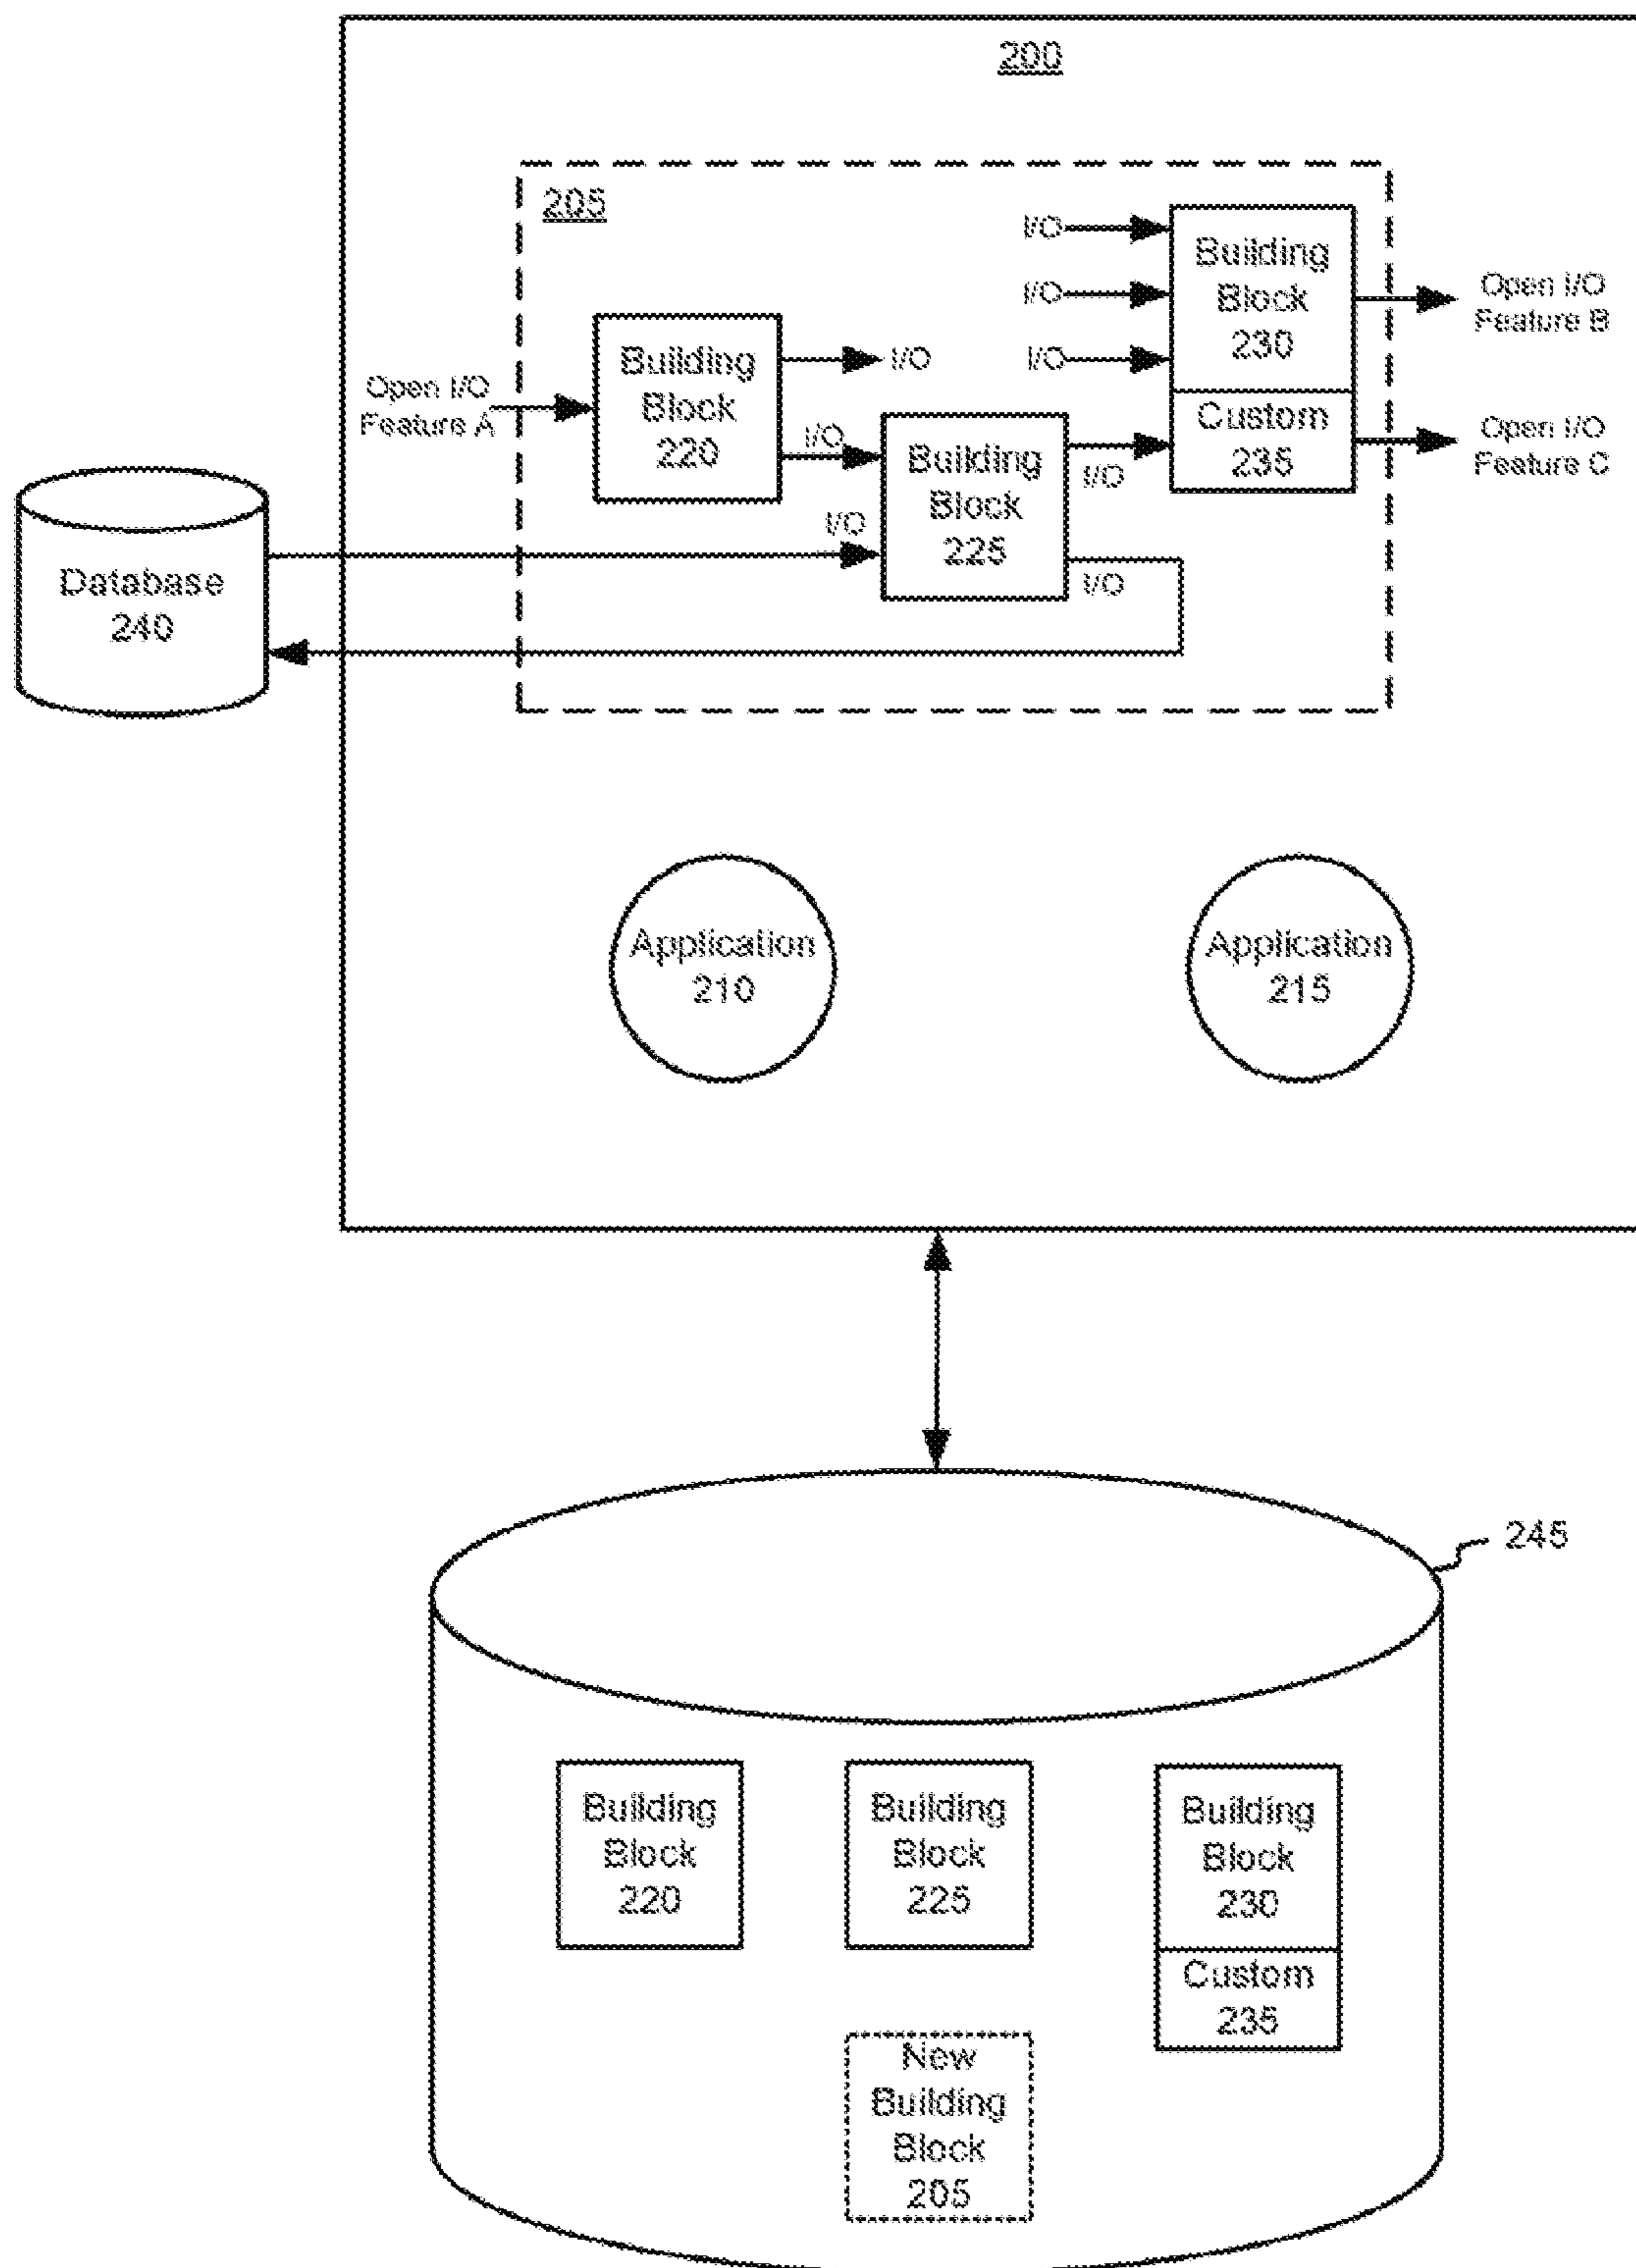 200
205
I/O
Building
Block
230
I/O
I/O
Open I/O
Feature B
Building
Block
220
I/O
Open I/O
Feature A
Custom
235
Open I/O
Feature C
I/O
Building
Block
225
I/O
I/O
I/O
Database
240
Application
210
Application
215
245
Building
Block
220
Building
Block
225
Building
Block
230
Custom
235
New
Building
Block
205